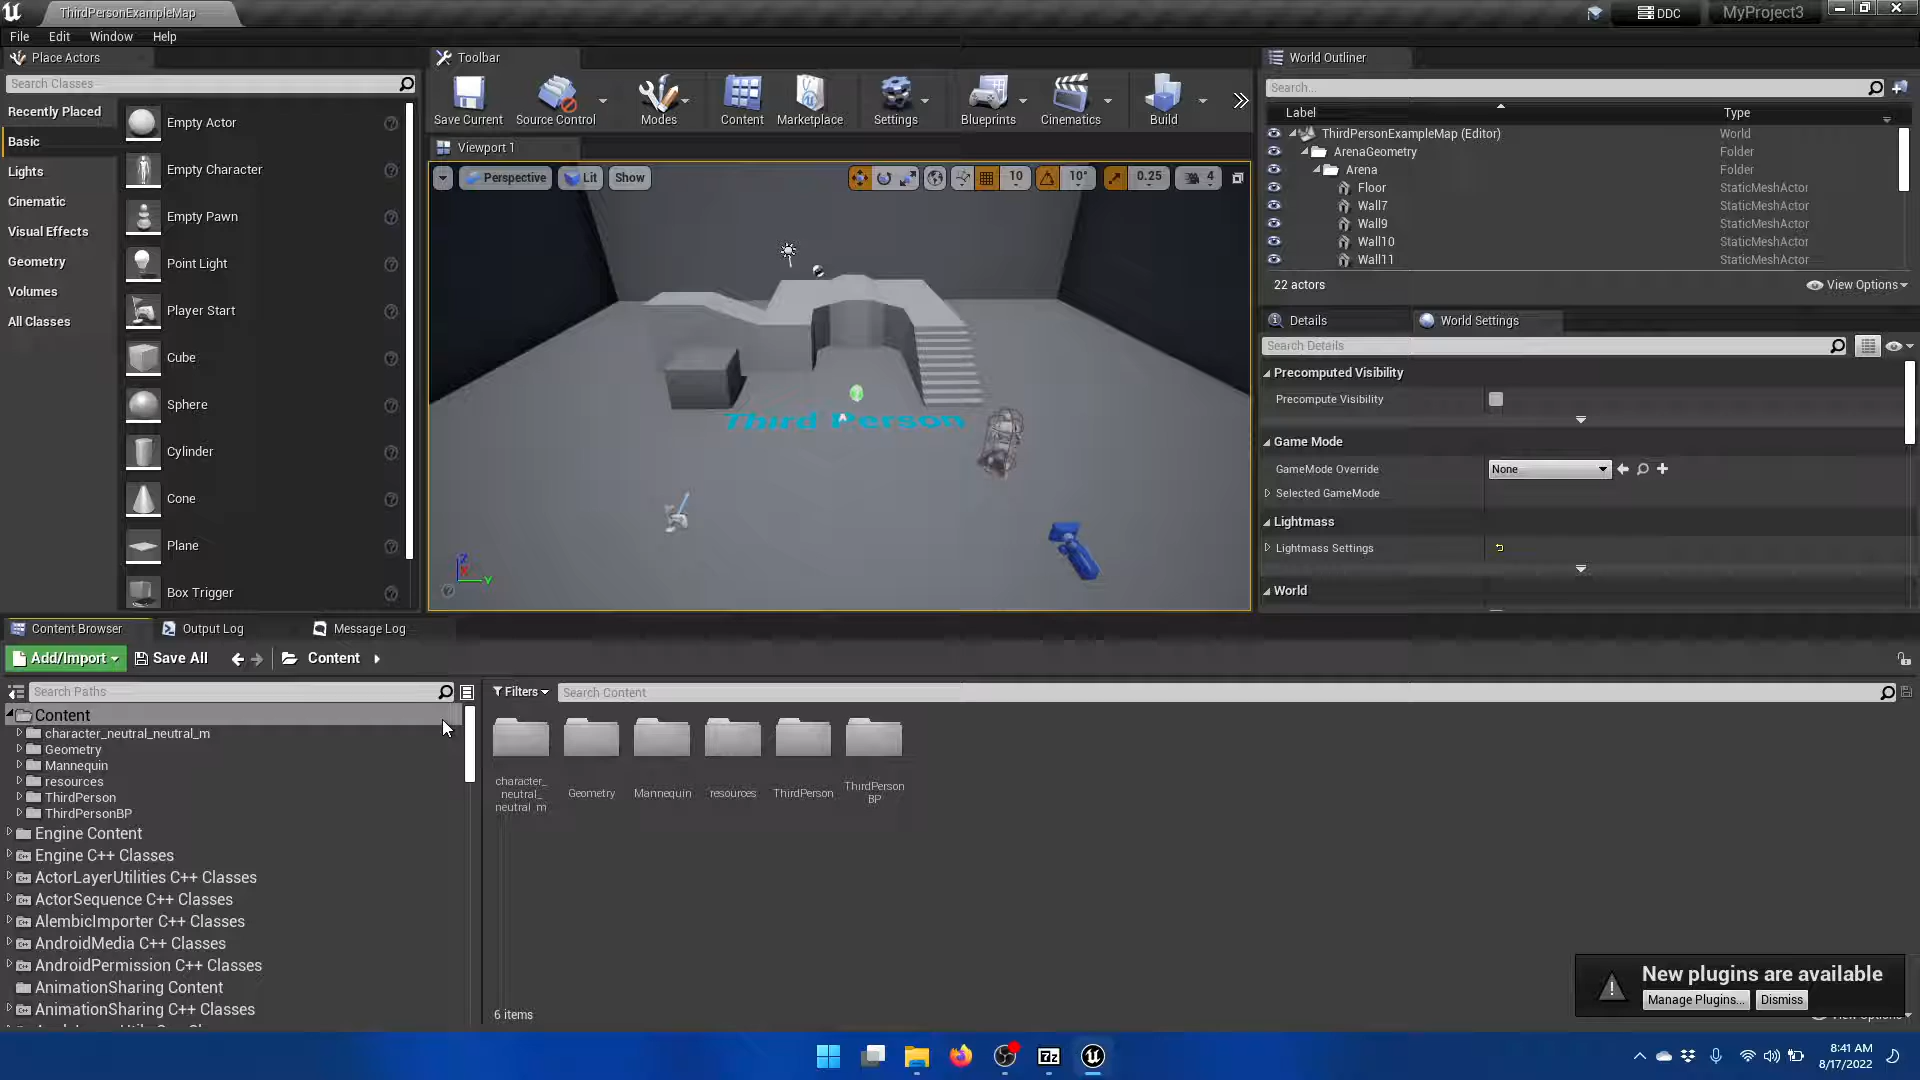 ThirdPersonExampleMap
DDC
MyProject3
File
Edit
Window
Help
Place Actors
Search Classes
Recently Placed
Basic
Lights
Cinematic
Visual Effects
Geometry
Volumes
All Classes
Empty Actor
Empty Character
Empty Pawn
Point Light
Player Start
Cube
Sphere
Cylinder
Cone
Plane
Box Trigger
Toolbar
Save Current
Source Control
Modes
Content
Marketplace
Settings
Blueprints
Cinematics
Build
Viewport 1
Perspective
Lit
Show
10
10°
0.25
4
Third Person
Z
X
Y
World Outliner
Search...
Label
Type
ThirdPersonExampleMap (Editor)
World
ArenaGeometry
Folder
Arena
Folder
Floor
StaticMeshActor
Wall7
StaticMeshActor
Wall9
StaticMeshActor
Wall10
StaticMeshActor
Wall11
StaticMeshActor
22 actors
View Options
Details
World Settings
Search Details
Precomputed Visibility
Precompute Visibility
Game Mode
GameMode Override
None
Selected GameMode
Lightmass
Lightmass Settings
World
Content Browser
Output Log
Message Log
Add/Import
Save All
Content
Search Paths
Filters
Search Content
Content
character_neutral_neutral_m
Geometry
Mannequin
resources
ThirdPerson
ThirdPersonBP
Engine Content
Engine C++ Classes
ActorLayerUtilities C++ Classes
ActorSequence C++ Classes
AlembicImporter C++ Classes
AndroidMedia C++ Classes
AndroidPermission C++ Classes
AnimationSharing Content
AnimationSharing C++ Classes
character_
neutral_
neutral_m
Geometry
Mannequin
resources
ThirdPerson
ThirdPerson
BP
6 items
New plugins are available
Manage Plugins...
Dismiss
View Options
7z
8:41 AM
8/17/2022